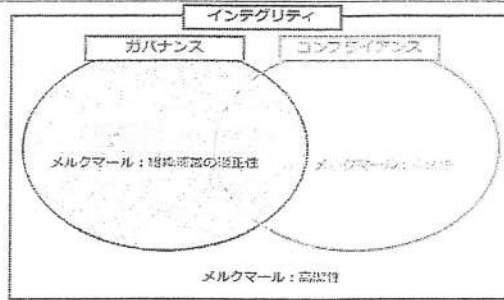 インテグリティ
ガバナンス
コンプライアンス
メルクマール：組織運営の適正性
メルクマール：
メルクマール：高潔性